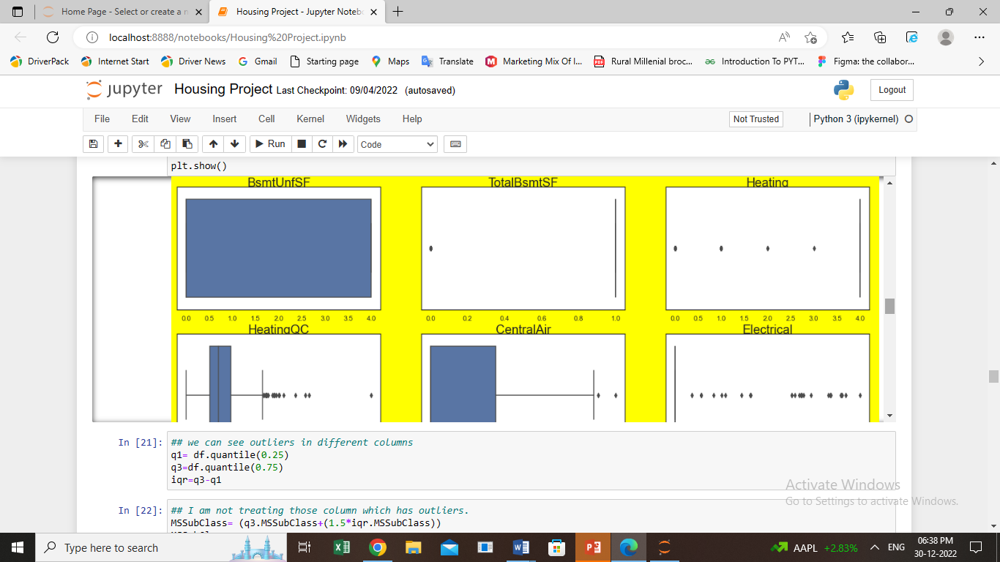 Home Page - Select or create a n
Housing Project - Jupyter Noteb
localhost:8888/notebooks/Housing%20Project.ipynb
DriverPack Internet Start Driver News Gmail Starting page Maps Translate Marketing Mix Of I... Rural Millenial broc... Introduction To PYT... Figma: the collabor...
jupyter Housing Project Last Checkpoint: 09/04/2022 (autosaved) Logout
File Edit View Insert Cell Kernel Widgets Help Not Trusted Python 3 (ipykernel)
Run Code
plt.show()
BsmtUnfSF TotalBsmtSF Heating
0.0 0.5 1.0 1.5 2.0 2.5 3.0 3.5 4.0 0.0 0.2 0.4 0.6 0.8 1.0 0.0 0.5 1.0 1.5 2.0 2.5 3.0 3.5 4.0
HeatingQC CentralAir Electrical
In [21]: ## we can see outliers in different columns
q1= df.quantile(0.25)
q3=df.quantile(0.75)
iqr=q3-q1
Activate Windows
Go to Settings to activate Windows.
In [22]: ## I am not treating those column which has outliers.
MSSubClass= (q3.MSSubClass+(1.5*iqr.MSSubClass))
Type here to search
AAPL +2.83% ENG
06:38 PM
30-12-2022